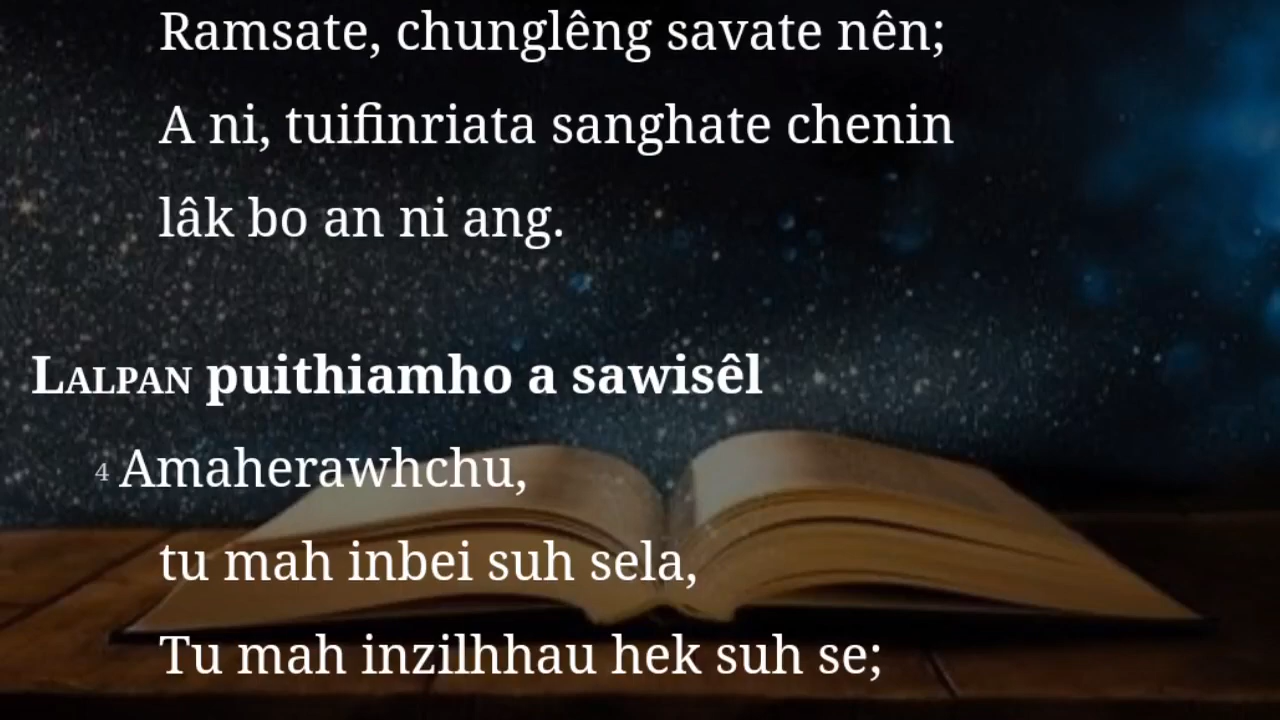 Ramsate, chunglêng savate nên;
A ni, tuifinriata sanghate chenin
lâk bo an ni ang.
LALPAN puithiamho a sawisêl
4 Amaherawhchu,
tu mah inbei suh sela,
Tu mah inzilhhau hek suh se;